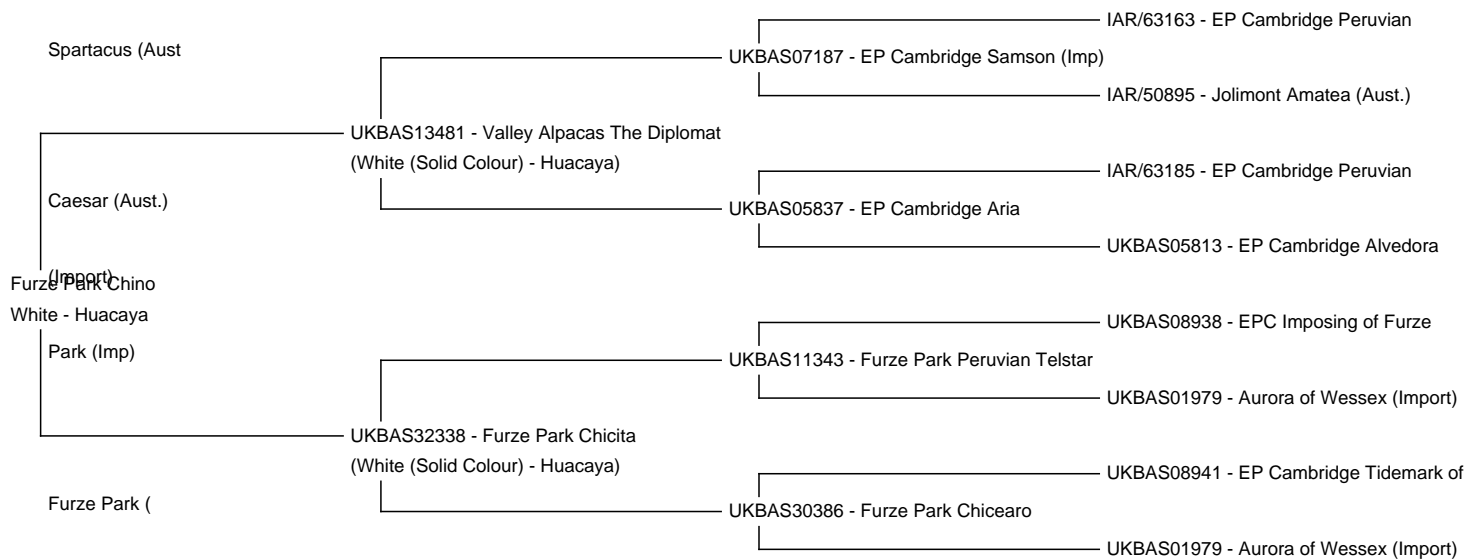 IAR/63163 - EP Cambridge Peruvian
Spartacus (Aust
UKBAS07187 - EP Cambridge Samson (Imp)
IAR/50895 - Jolimont Amatea (Aust.)
UKBAS13481 - Valley Alpacas The Diplomat
(White (Solid Colour) - Huacaya)
IAR/63185 - EP Cambridge Peruvian
Caesar (Aust.)
UKBAS05837 - EP Cambridge Aria
UKBAS05813 - EP Cambridge Alvedora
(Import)
Furze Park Chino
White - Huacaya
UKBAS08938 - EPC Imposing of Furze
Park (Imp)
UKBAS11343 - Furze Park Peruvian Telstar
UKBAS01979 - Aurora of Wessex (Import)
UKBAS32338 - Furze Park Chicita
(White (Solid Colour) - Huacaya)
UKBAS08941 - EP Cambridge Tidemark of
Furze Park (
UKBAS30386 - Furze Park Chicearo
UKBAS01979 - Aurora of Wessex (Import)